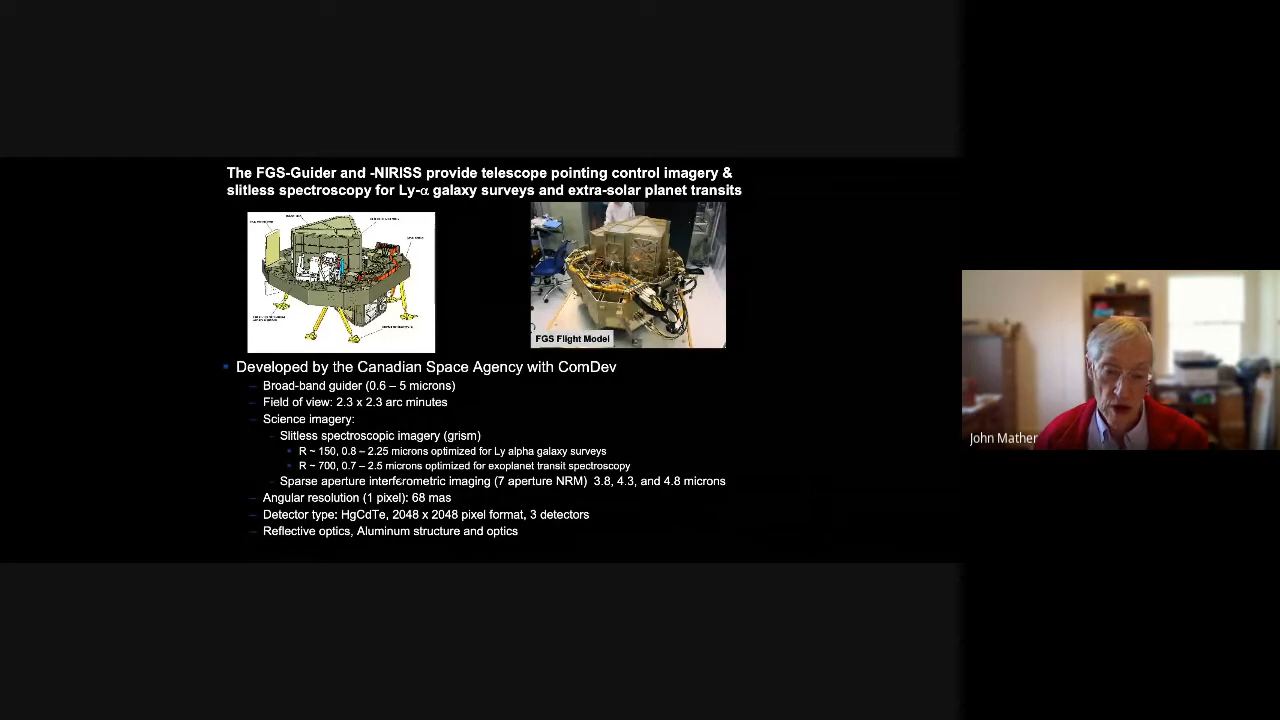 The FGS-Guider and -NIRISS provide telescope pointing control imagery &
slitless spectroscopy for Ly-α galaxy surveys and extra-solar planet transits
FGS Flight Model
Developed by the Canadian Space Agency with ComDev
Broad-band guider (0.6 – 5 microns)
Field of view: 2.3 x 2.3 arc minutes
Science imagery:
Slitless spectroscopic imagery (grism)
R ~ 150, 0.8 – 2.25 microns optimized for Ly alpha galaxy surveys
R ~ 700, 0.7 – 2.5 microns optimized for exoplanet transit spectroscopy
Sparse aperture interferometric imaging (7 aperture NRM) 3.8, 4.3, and 4.8 microns
Angular resolution (1 pixel): 68 mas
Detector type: HgCdTe, 2048 x 2048 pixel format, 3 detectors
Reflective optics, Aluminum structure and optics
John Mather